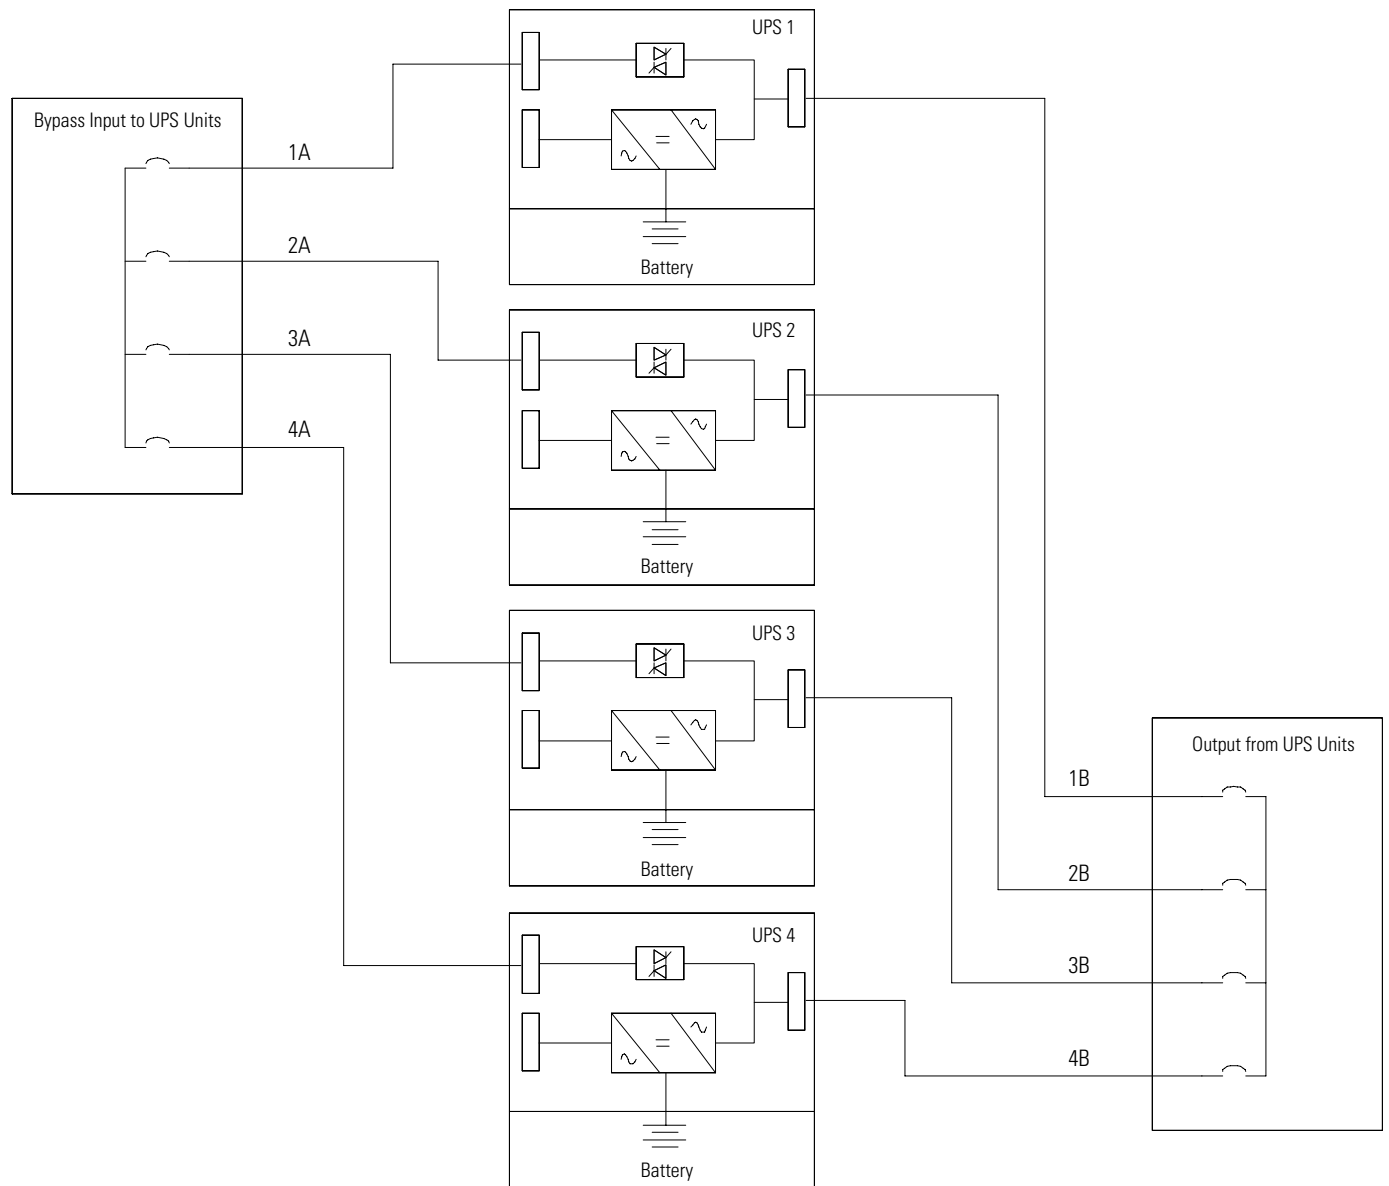 UPS 1
Bypass Input to UPS Units
1A
2A
3A
4A
Battery
UPS 2
Battery
UPS 3
Battery
Output from UPS Units
1B
2B
3B
4B
UPS 4
Battery